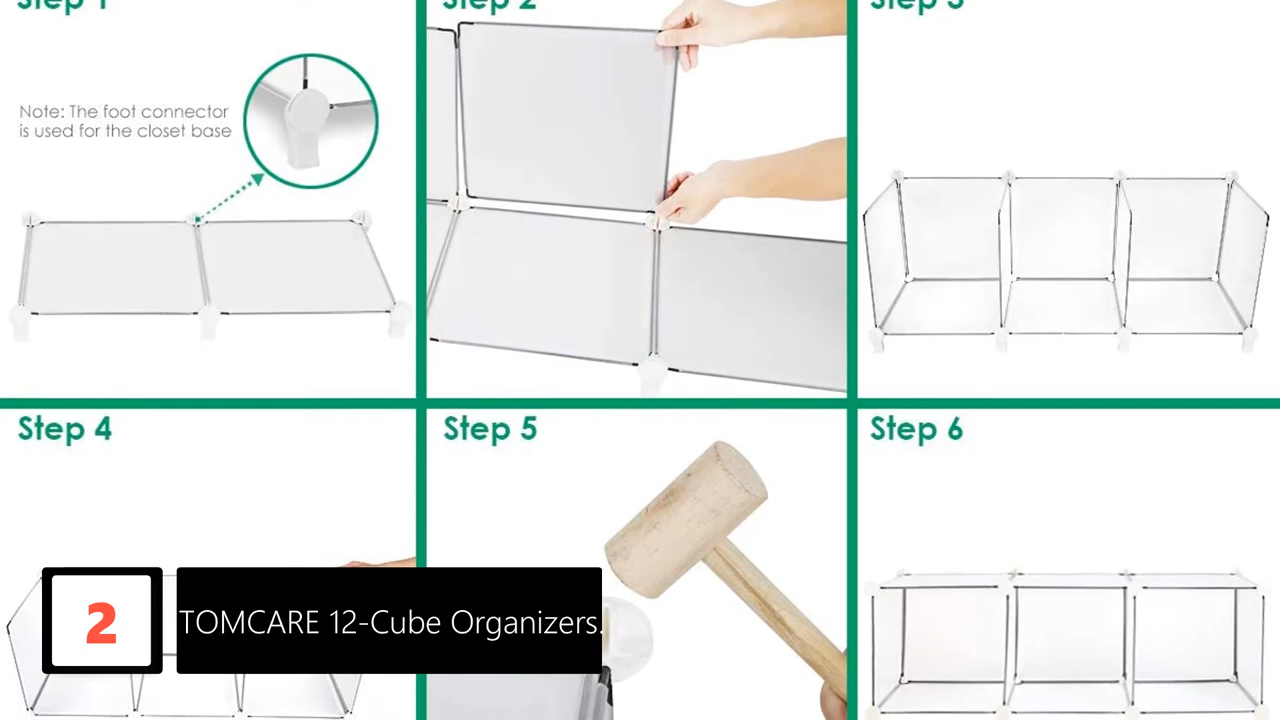 Step 1
Step 2
Step 3
Note: The foot connector
is used for the closet base
Step 4
Step 5
Step 6
2
TOMCARE 12-Cube Organizers.